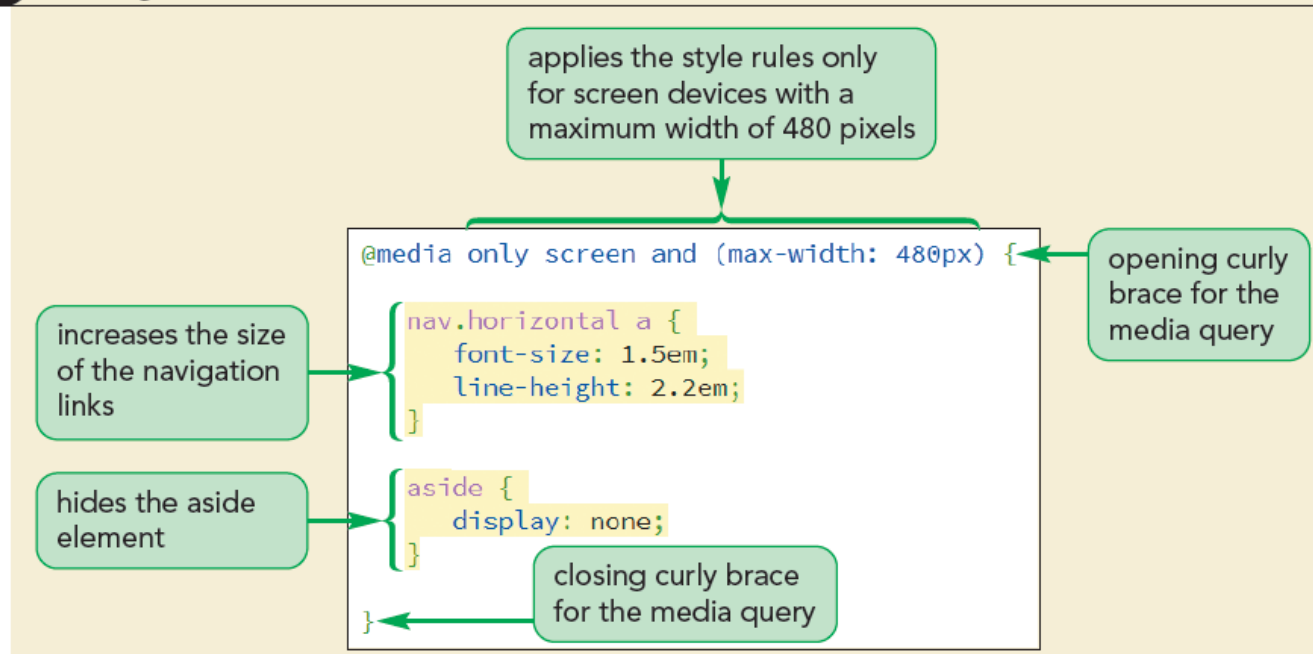 applies the style rules only
for screen devices with a
maximum width of 480 pixels
@media only screen and (max-width: 480px) {
opening curly
brace for the
media query
increases the size
of the navigation
links
nav.horizontal a {
font-size: 1.5em;
line-height: 2.2em;
}
hides the aside
element
aside {
display: none;
}
closing curly brace
for the media query
}